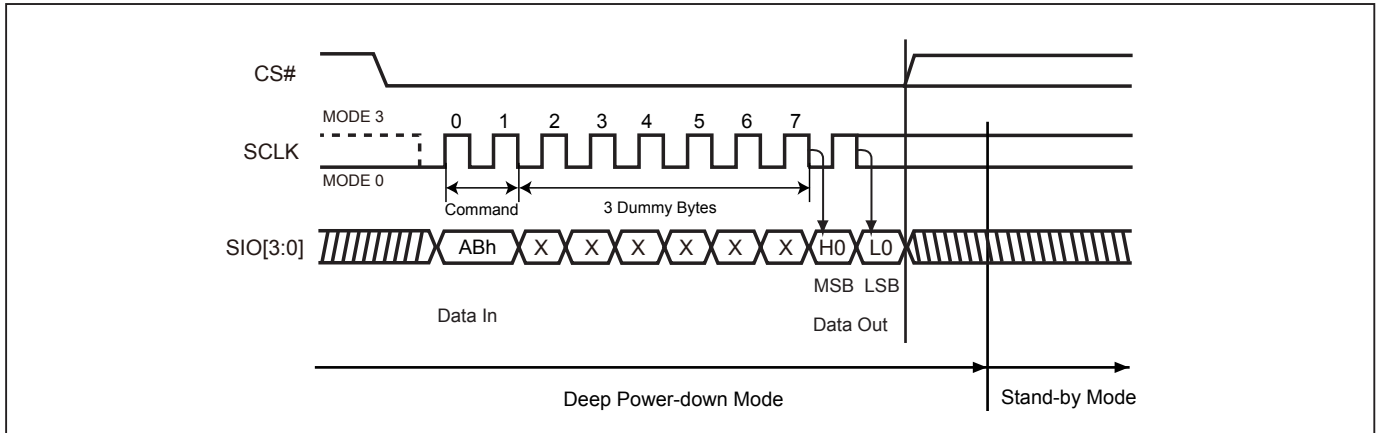 CS#
MODE 3
0 1 2 3 4 5 6 7
SCLK
MODE 0
Command
3 Dummy Bytes
SIO[3:0]
ABh X X X X X X H0 L0
MSB LSB
Data In
Data Out
Deep Power-down Mode
Stand-by Mode